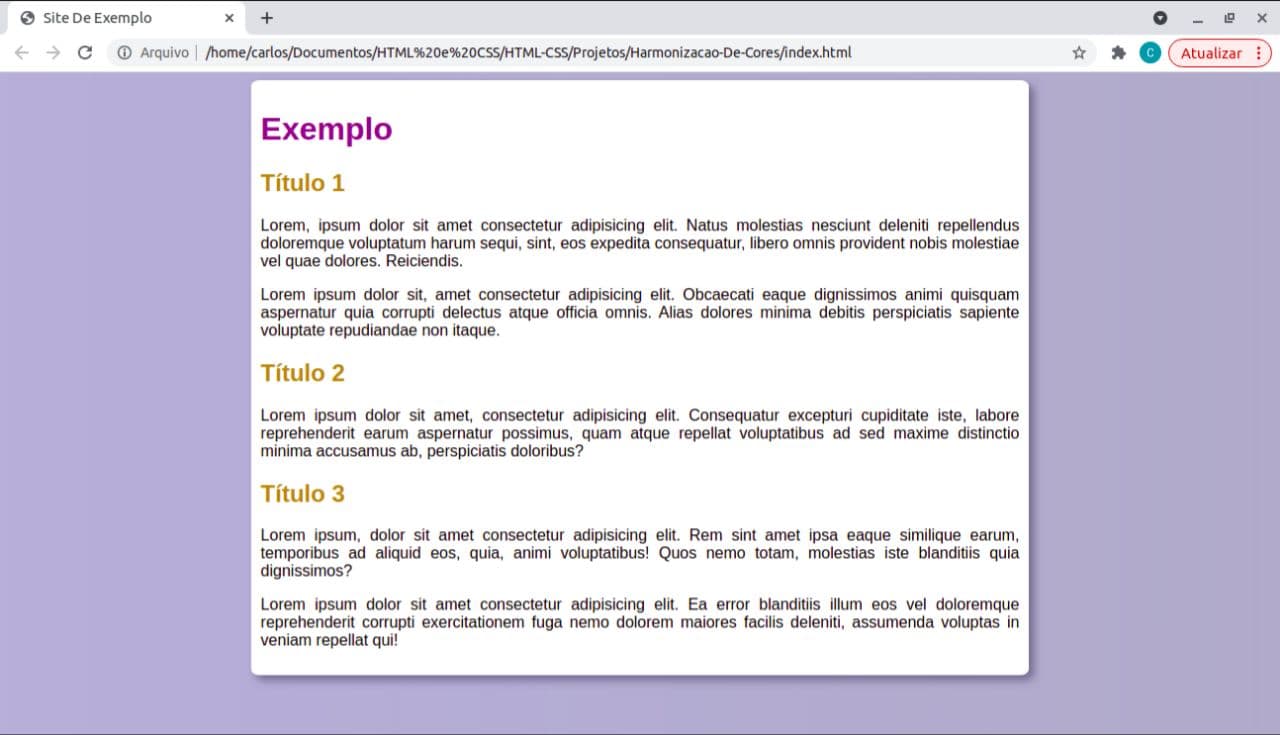 Site De Exemplo
Arquivo | /home/carlos/Documentos/HTML%20e%20CSS/HTML-CSS/Projetos/Harmonizacao-De-Cores/index.html
C
Atualizar
Exemplo
Título 1
Lorem, ipsum dolor sit amet consectetur adipisicing elit. Natus molestias nesciunt deleniti repellendus
doloremque voluptatum harum sequi, sint, eos expedita consequatur, libero omnis provident nobis molestiae
vel quae dolores. Reiciendis.
Lorem ipsum dolor sit, amet consectetur adipisicing elit. Obcaecati eaque dignissimos animi quisquam
aspernatur quia corrupti delectus atque officia omnis. Alias dolores minima debitis perspiciatis sapiente
voluptate repudiandae non itaque.
Título 2
Lorem ipsum dolor sit amet, consectetur adipisicing elit. Consequatur excepturi cupiditate iste, labore
reprehenderit earum aspernatur possimus, quam atque repellat voluptatibus ad sed maxime distinctio
minima accusamus ab, perspiciatis doloribus?
Título 3
Lorem ipsum, dolor sit amet consectetur adipisicing elit. Rem sint amet ipsa eaque similique earum,
temporibus ad aliquid eos, quia, animi voluptatibus! Quos nemo totam, molestias iste blanditiis quia
dignissimos?
Lorem ipsum dolor sit amet consectetur adipisicing elit. Ea error blanditiis illum eos vel doloremque
reprehenderit corrupti exercitationem fuga nemo dolorem maiores facilis deleniti, assumenda voluptas in
veniam repellat qui!